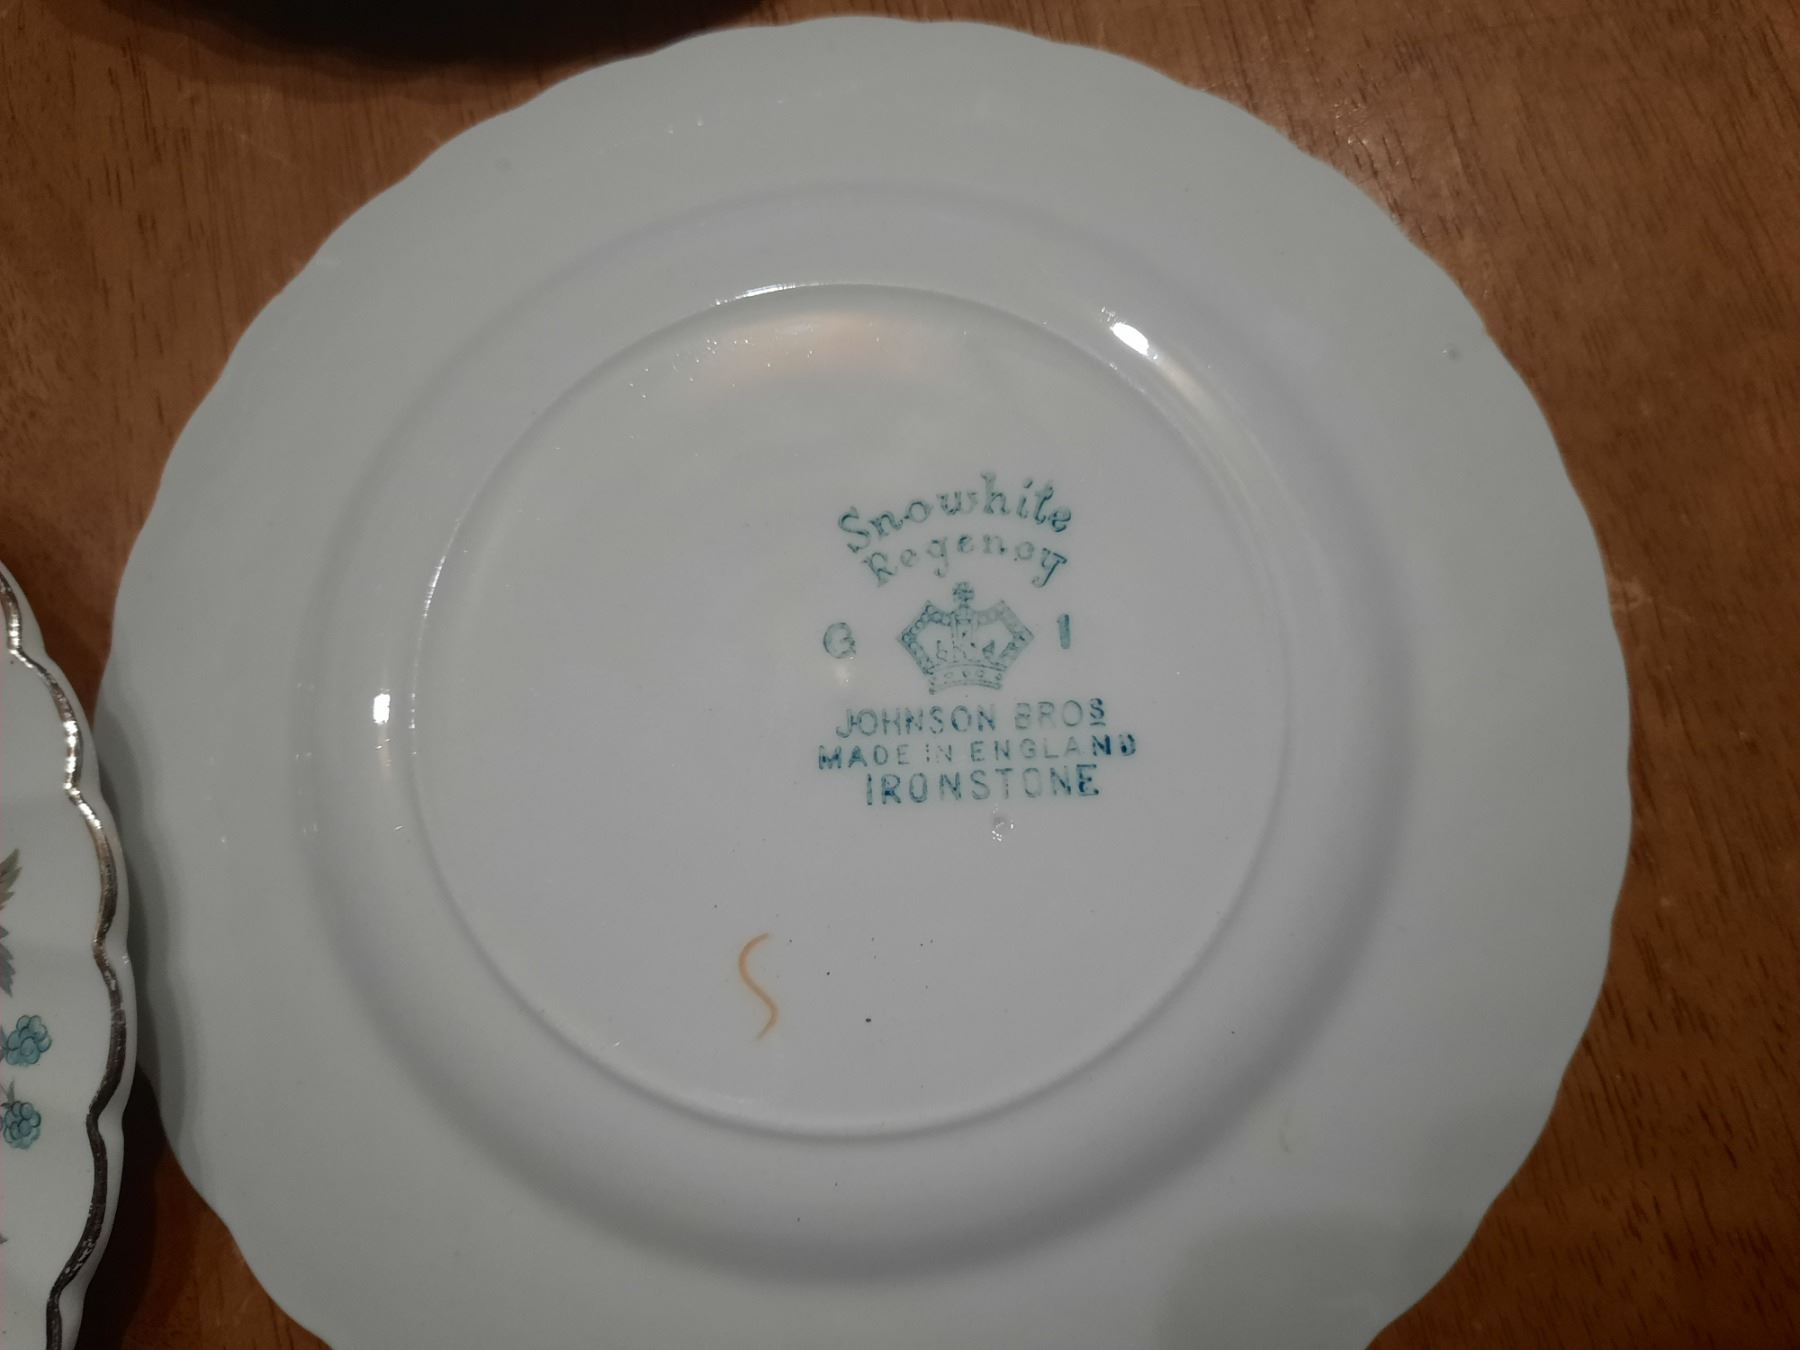 Snowhite
Regency
G 1
JOHNSON BROS
MADE IN ENGLAND
IRONSTONE
S